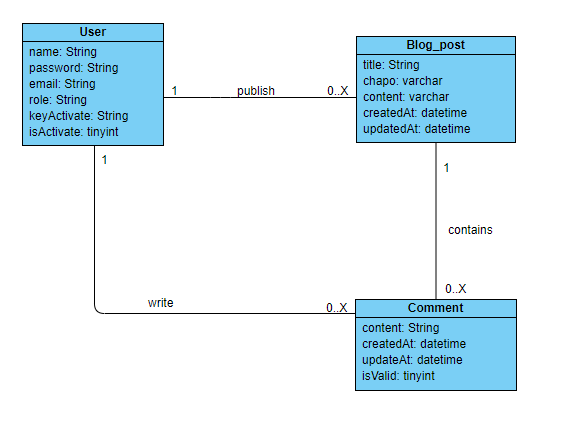 User
name: String
password: String
email: String
role: String
keyActivate: String
isActivate: tinyint
1
publish
0..X
Blog_post
title: String
chapo: varchar
content: varchar
createdAt: datetime
updatedAt: datetime
1
1
contains
0..X
write
0..X
Comment
content: String
createdAt: datetime
updateAt: datetime
isValid: tinyint